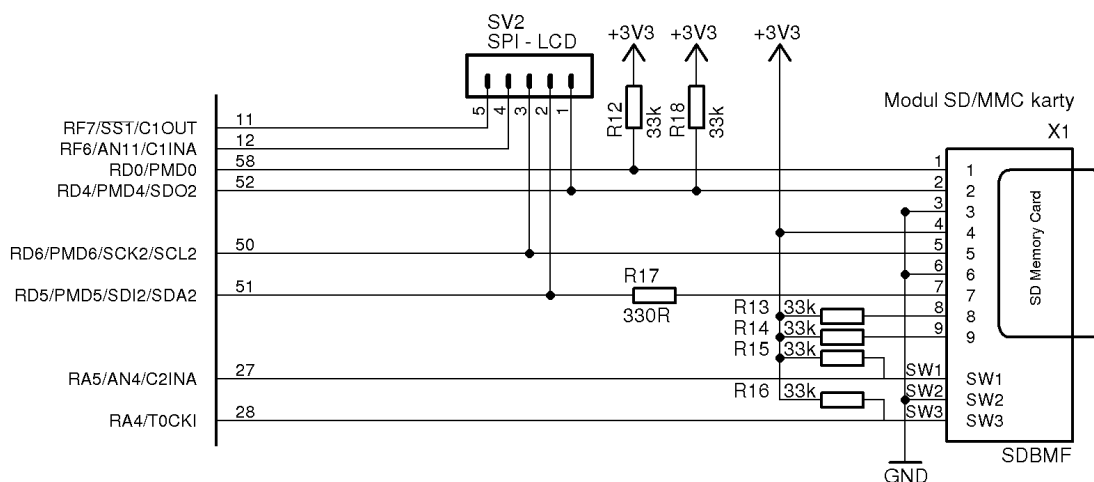 SV2
SPI - LCD
+3V3
+3V3
+3V3
5
4
3
2
1
R12
33k
R18
33k
Modul SD/MMC karty
X1
RF7/SS1/C1OUT 11
RF6/AN11/C1INA 12
RD0/PMD0 58
RD4/PMD4/SDO2 52
RD6/PMD6/SCK2/SCL2 50
RD5/PMD5/SDI2/SDA2 51
RA5/AN4/C2INA 27
RA4/T0CKI 28
R17
330R
R13 33k
R14 33k
R15 33k
R16 33k
1 1
2 2
3 3
4 4
5 5
6 6
7 7
8 8
9 9
SW1 SW1
SW2 SW2
SW3 SW3
SD Memory Card
SDBMF
GND